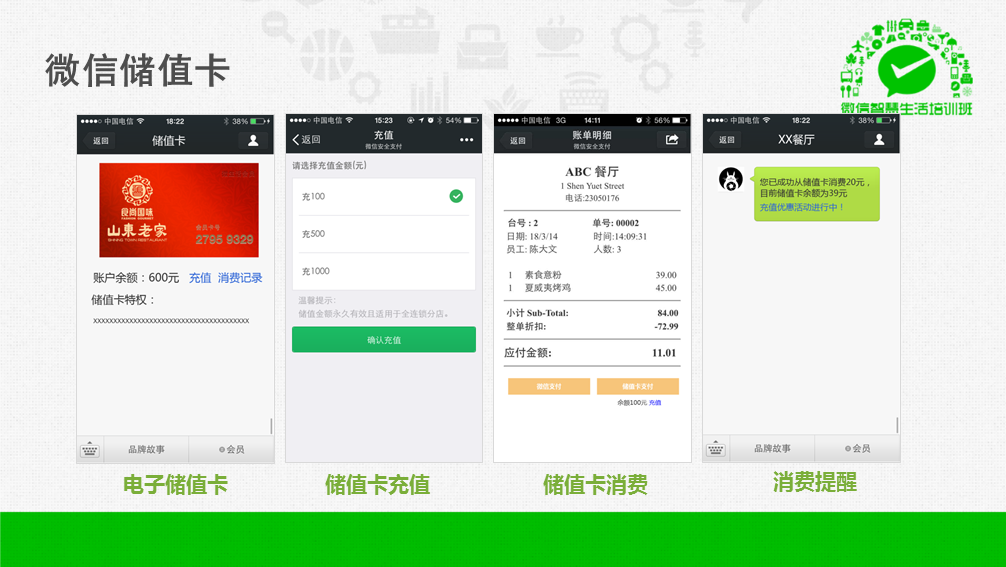 微信储值卡
微信智慧生活培训班
中国电信 18:22 38%
返回 储值卡
良尚国味
FAMION GOURMET
山東老家
SHINING TOWN RESTAURANT
会员卡号
2795 9329
账户余额：600元 充值 消费记录
储值卡特权：
xxxxxxxxxxxxxxxxxxxxxxxxxxxxxxxxxxxxxx
品牌故事 会员
电子储值卡
中国电信 15:23 54%
返回 充值
微信安全支付
请选择充值金额(元)
充100
充500
充1000
温馨提示：
储值金额永久有效且适用于全连锁分店。
确认充值
储值卡充值
中国电信 3G 14:11 56%
返回 账单明细
微信安全支付
ABC 餐厅
1 Shen Yuet Street
电话:23050176
台号 : 2 单号: 00002
日期: 18/3/14 时间:14:09:31
员工: 陈大文 人数: 3
1 素食意粉 39.00
1 夏威夷烤鸡 45.00
小计 Sub-Total: 84.00
整单折扣: -72.99
应付金额: 11.01
微信支付 储值卡支付
余额100元 充值
储值卡消费
中国电信 18:22 38%
返回 XX餐厅
您已成功从储值卡消费20元，
目前储值卡余额为39元
充值优惠活动进行中！
品牌故事 会员
消费提醒